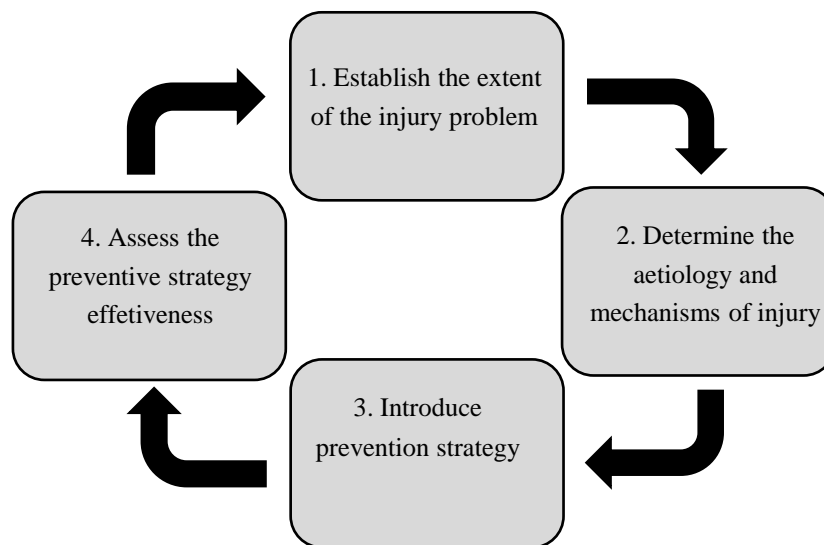 1. Establish the extent
of the injury problem
2. Determine the
aetiology and
mechanisms of injury
3. Introduce
prevention strategy
4. Assess the
preventive strategy
effetiveness